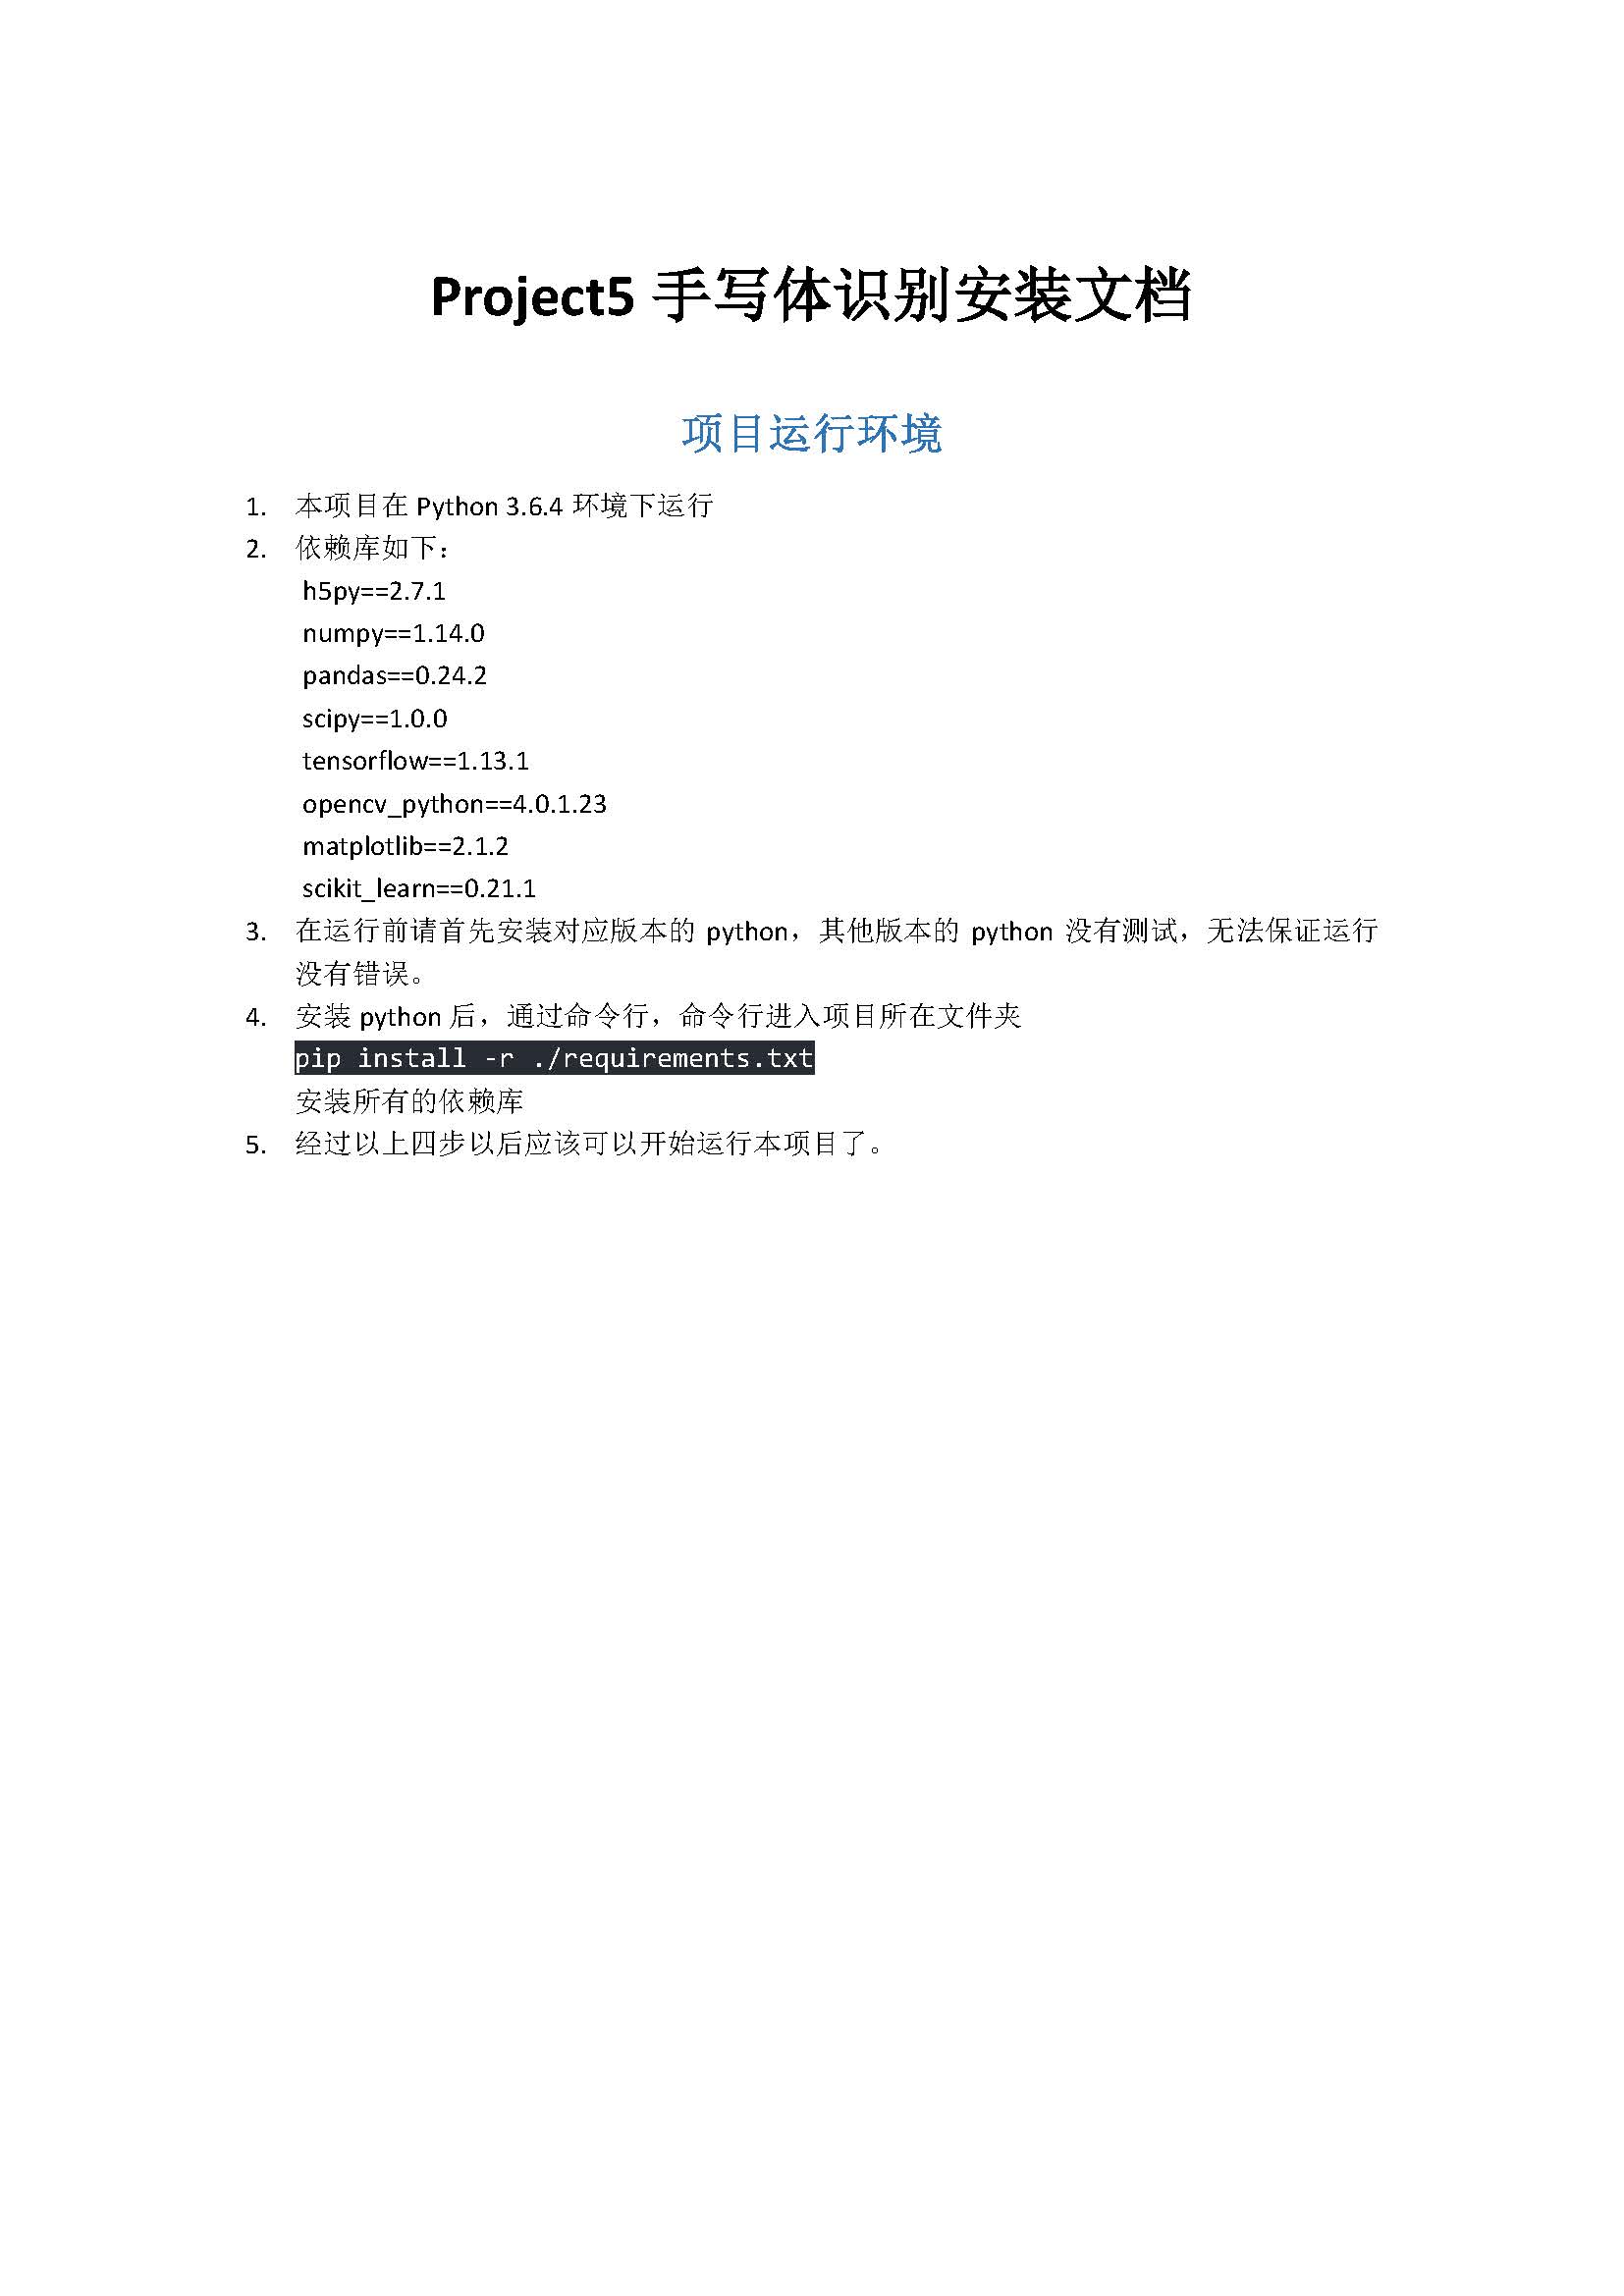 Project5 手写体识别安装文档
项目运行环境
1. 本项目在 Python 3.6.4 环境下运行
2. 依赖库如下：
h5py==2.7.1
numpy==1.14.0
pandas==0.24.2
scipy==1.0.0
tensorflow==1.13.1
opencv_python==4.0.1.23
matplotlib==2.1.2
scikit_learn==0.21.1
3. 在运行前请首先安装对应版本的 python，其他版本的 python 没有测试，无法保证运行
没有错误。
4. 安装 python 后，通过命令行，命令行进入项目所在文件夹
pip install -r ./requirements.txt
安装所有的依赖库
5. 经过以上四步以后应该可以开始运行本项目了。